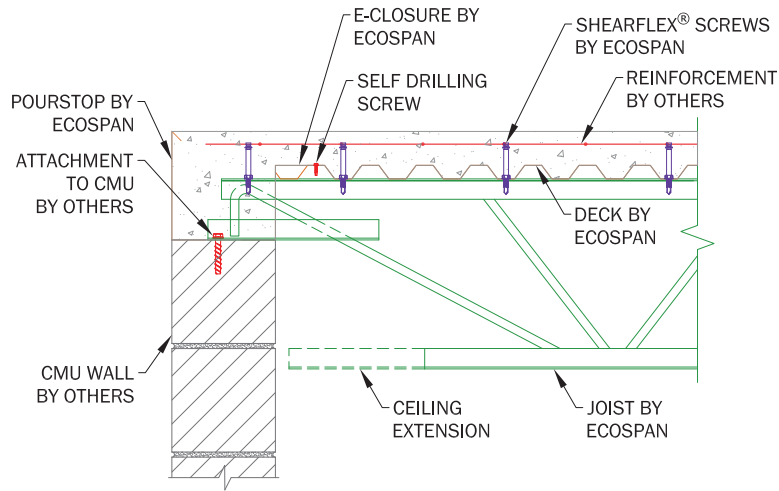 E-CLOSURE BY
ECOSPAN
SHEARFLEX® SCREWS
BY ECOSPAN
SELF DRILLING
SCREW
REINFORCEMENT
BY OTHERS
POURSTOP BY
ECOSPAN
ATTACHMENT
TO CMU
BY OTHERS
DECK BY
ECOSPAN
CMU WALL
BY OTHERS
CEILING
EXTENSION
JOIST BY
ECOSPAN